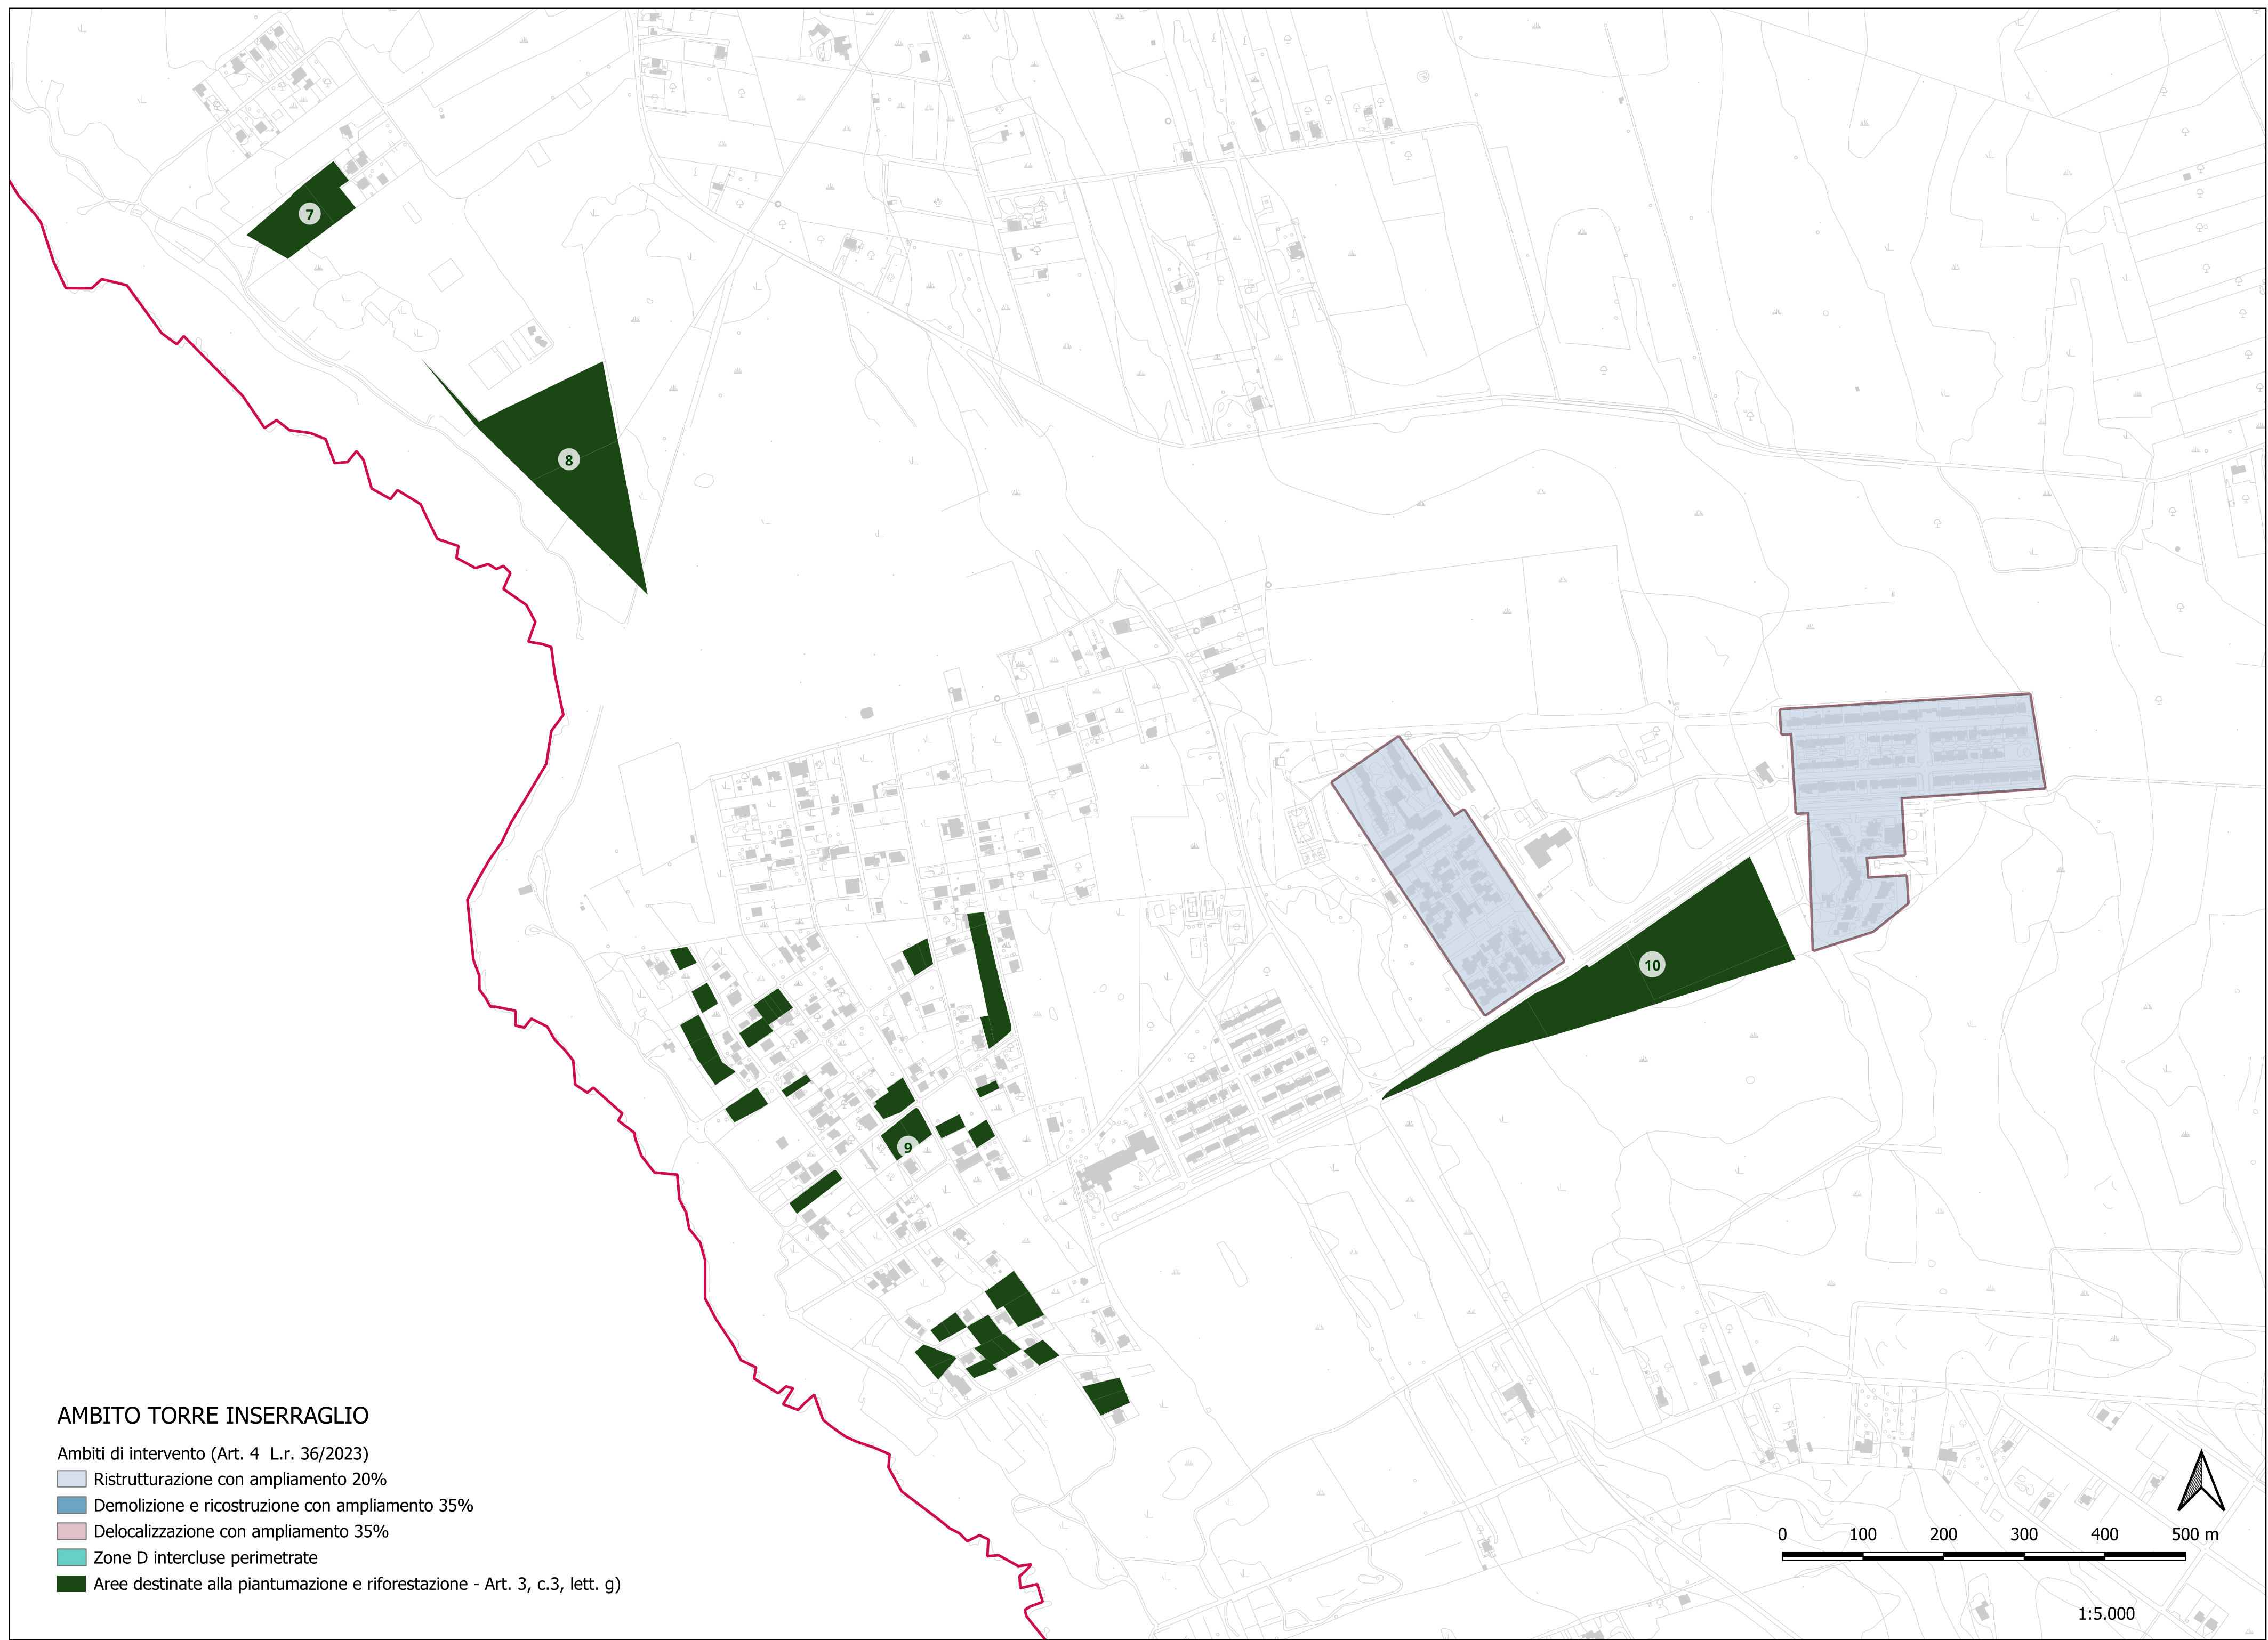 7
8
10
9
AMBITO TORRE INSERRAGLIO
Ambiti di intervento (Art. 4 L.r. 36/2023)
Ristrutturazione con ampliamento 20%
Demolizione e ricostruzione con ampliamento 35%
Delocalizzazione con ampliamento 35%
Zone D intercluse perimetrate
Aree destinate alla piantumazione e riforestazione - Art. 3, c.3, lett. g)
0 100 200 300 400 500 m
1:5.000